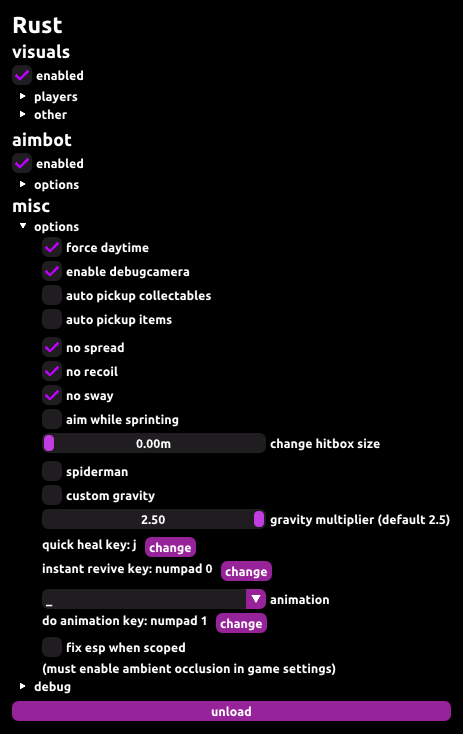 Rust
visuals
enabled
players
other
aimbot
enabled
options
misc
options
force daytime
enable debugcamera
auto pickup collectables
auto pickup items
no spread
no recoil
no sway
aim while sprinting
0.00m change hitbox size
spiderman
custom gravity
2.50 gravity multiplier (default 2.5)
quick heal key: j change
instant revive key: numpad 0 change
_ animation
do animation key: numpad 1 change
fix esp when scoped
(must enable ambient occlusion in game settings)
debug
unload